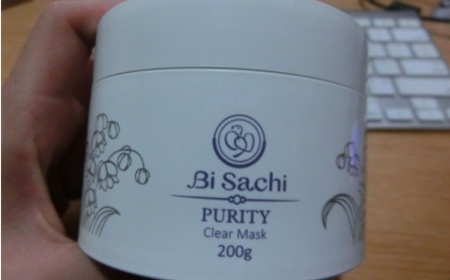 Bi Sachi
PURITY
Clear Mask
200g